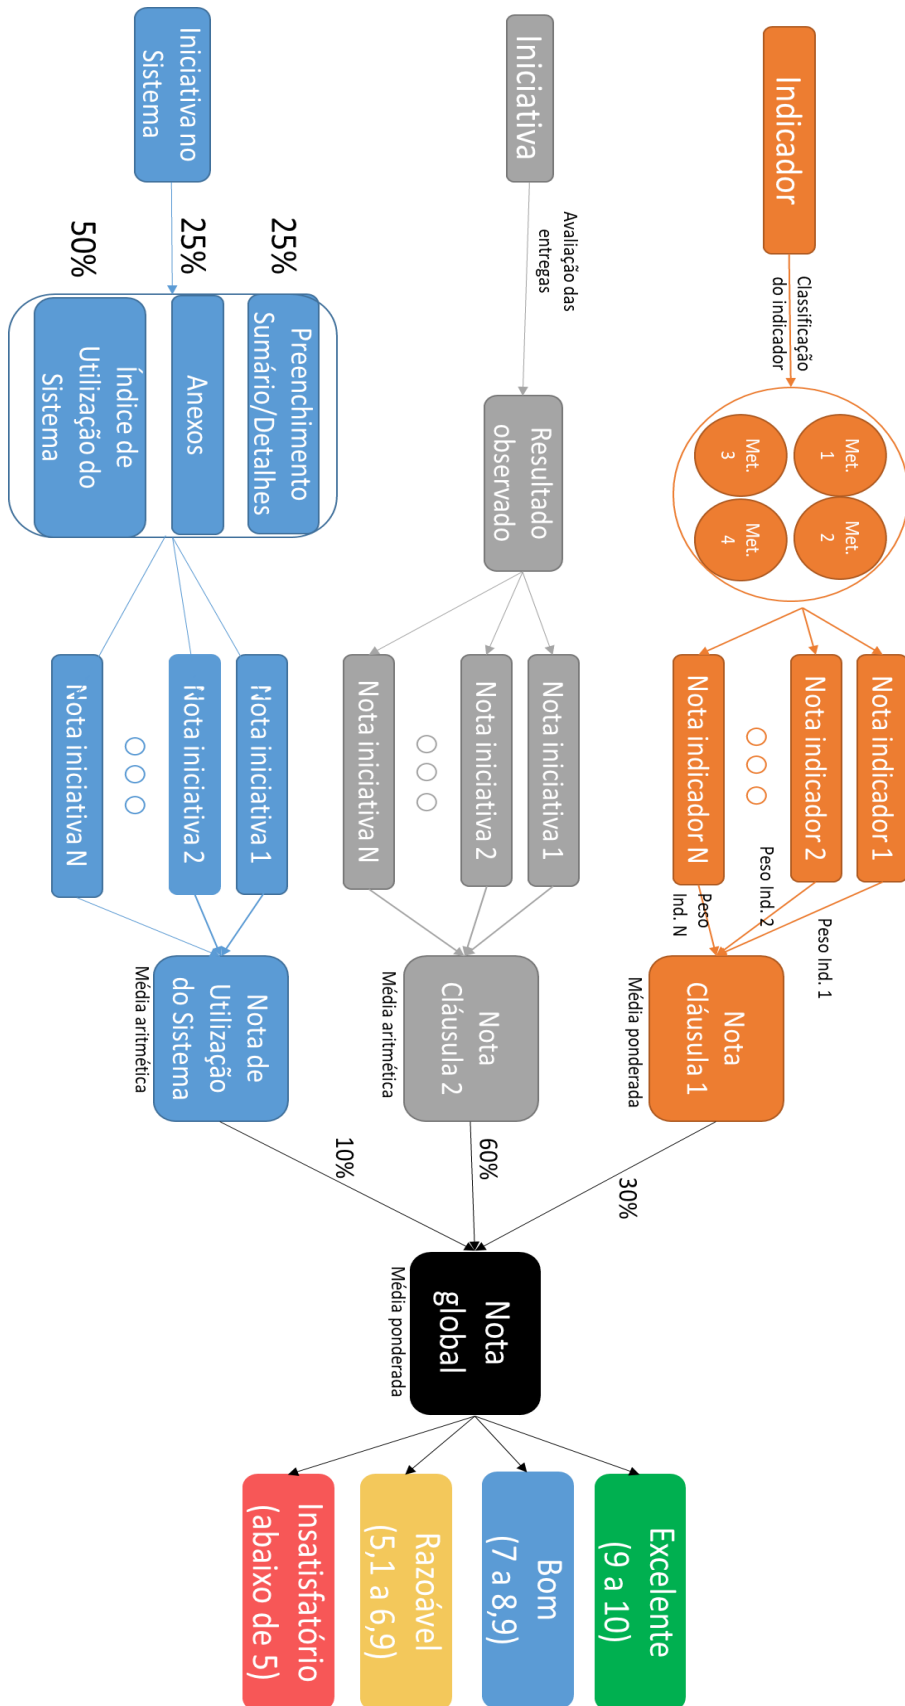 Indicador
Classificação
do indicador
Met.
1
Met.
2
Met.
3
Met.
4
Nota indicador 1
Nota indicador 2
Nota indicador N
Peso Ind. 1
Peso Ind. 2
Peso
Ind. N
Nota
Cláusula 1
Média ponderada
30%
Iniciativa
Avaliação das
entregas
Resultado
observado
Nota iniciativa 1
Nota iniciativa 2
Nota iniciativa N
Nota
Cláusula 2
Média aritmética
60%
Iniciativa no
Sistema
25%
25%
50%
Preenchimento
Sumário/Detalhes
Anexos
Índice de
Utilização do
Sistema
Nota iniciativa 1
Nota iniciativa 2
Nota iniciativa N
Nota de
Utilização
do Sistema
Média aritmética
10%
Nota
global
Média ponderada
Excelente
(9 a 10)
Bom
(7 a 8,9)
Razoável
(5,1 a 6,9)
Insatisfatório
(abaixo de 5)